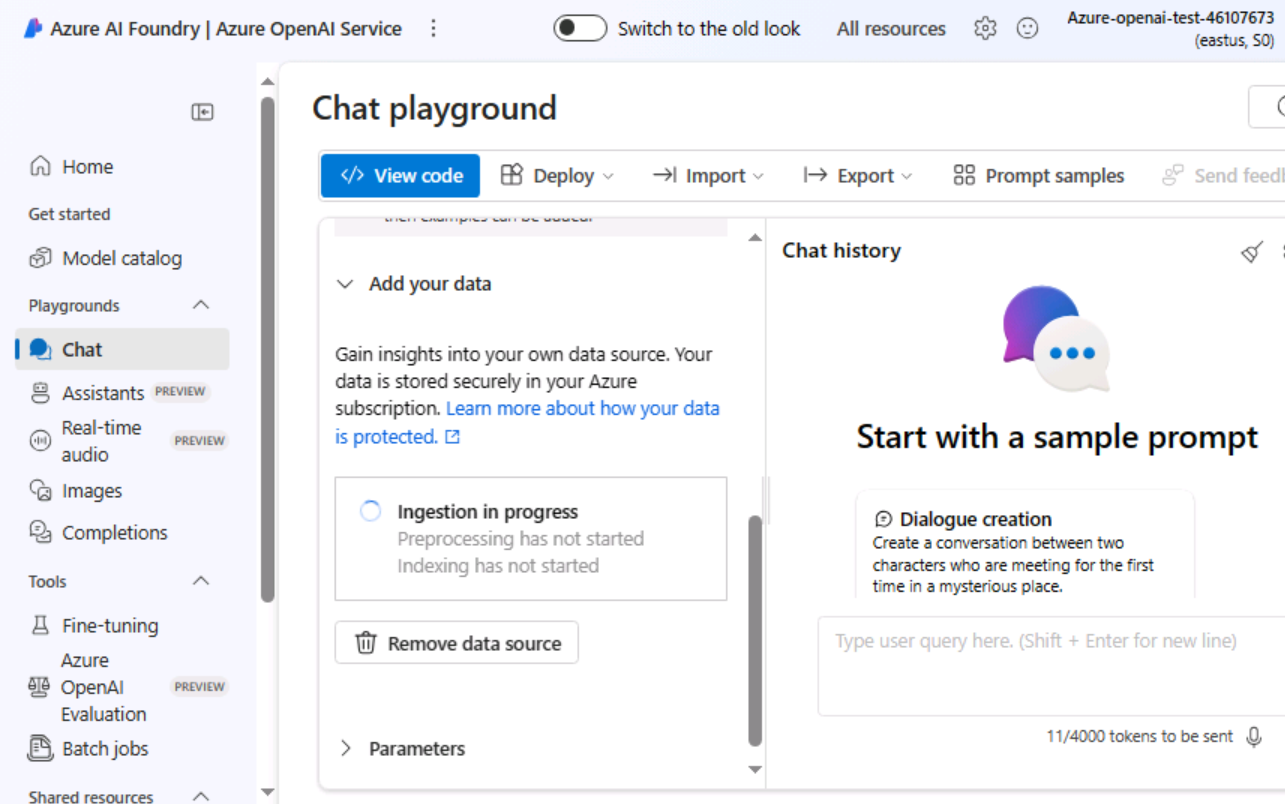 Azure AI Foundry | Azure OpenAI Service
Switch to the old look
All resources
Azure-openai-test-46107673
(eastus, S0)
Home
Get started
Model catalog
Playgrounds
Chat
Assistants PREVIEW
Real-time
audio
PREVIEW
Images
Completions
Tools
Fine-tuning
Azure
OpenAI
Evaluation
PREVIEW
Batch jobs
Shared resources
Chat playground
</> View code
Deploy
Import
Export
Prompt samples
Send
then examples can be added.
Add your data
Gain insights into your own data source. Your
data is stored securely in your Azure
subscription. Learn more about how your data
is protected.
Ingestion in progress
Preprocessing has not started
Indexing has not started
Remove data source
Parameters
Chat history
Start with a sample prompt
Dialogue creation
Create a conversation between two
characters who are meeting for the first
time in a mysterious place.
Type user query here. (Shift + Enter for new line)
11/4000 tokens to be sent